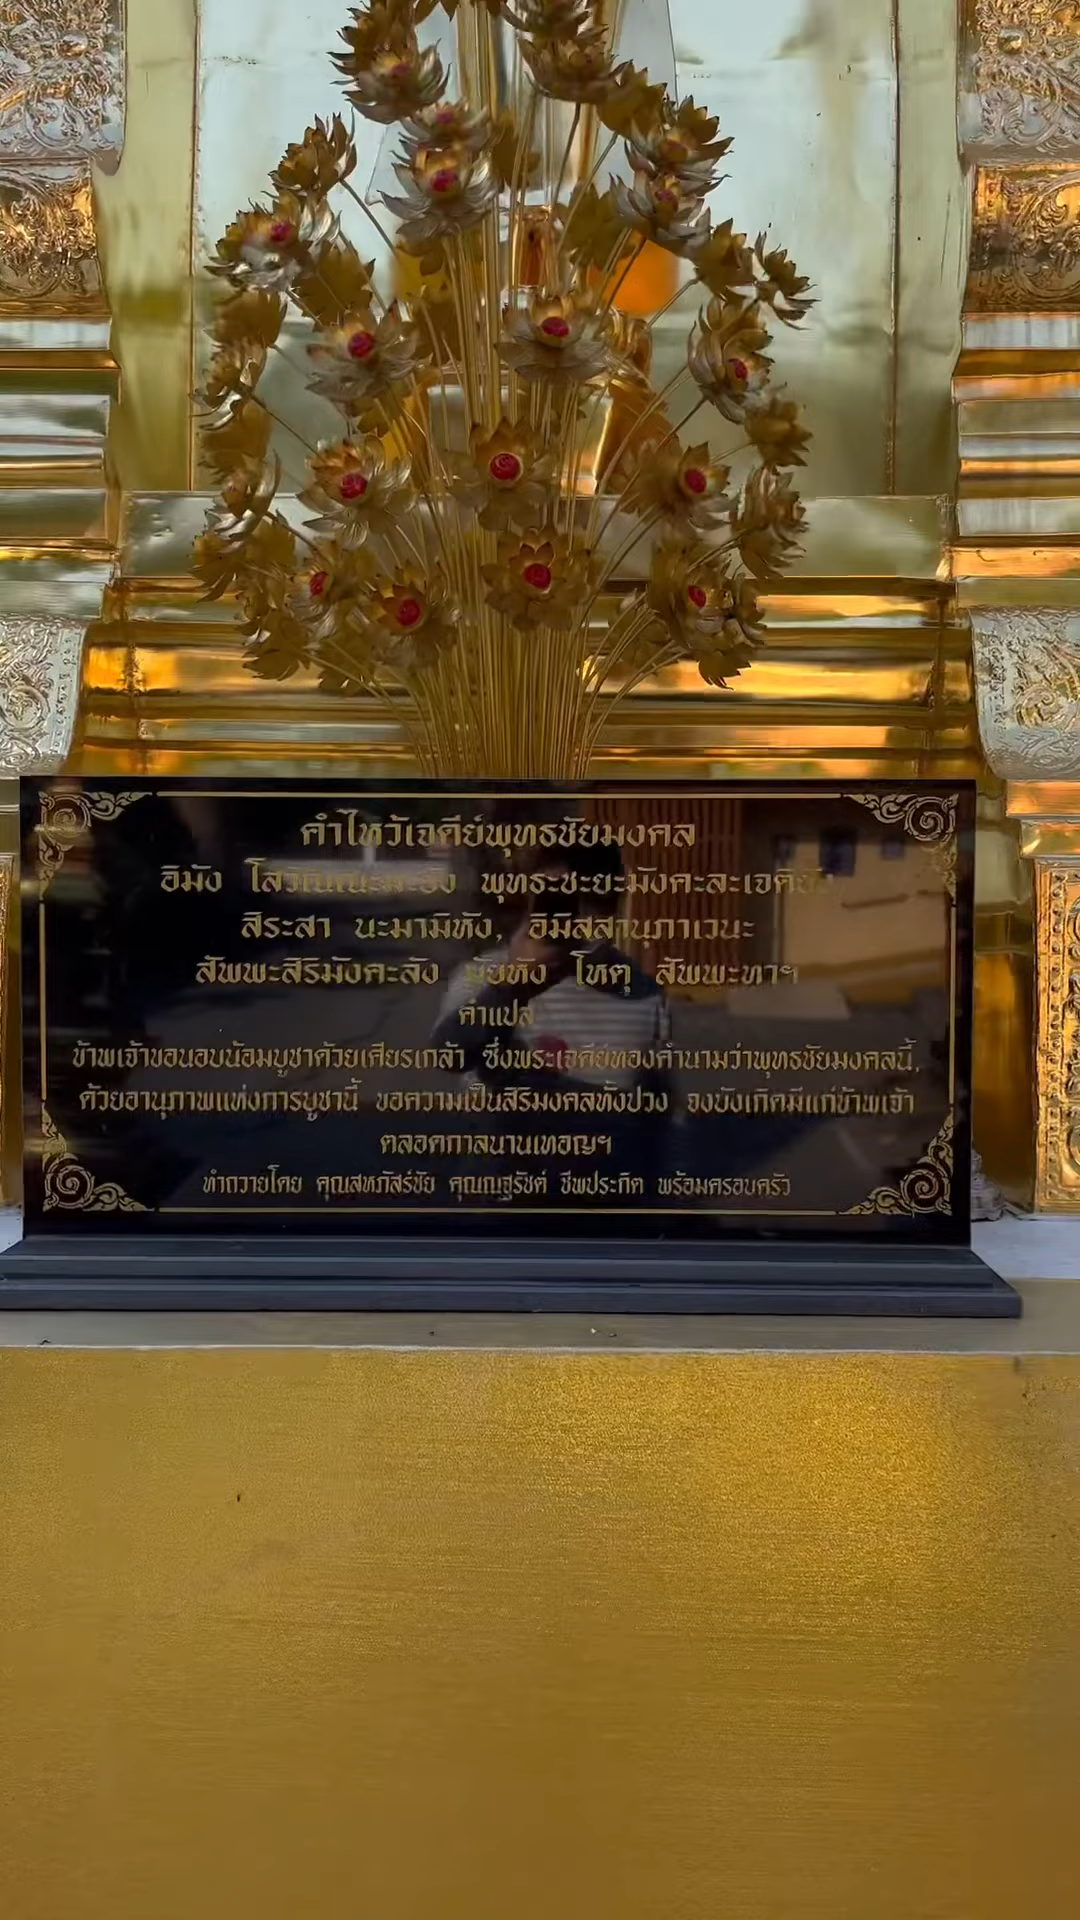 คำไหว้เจดีย์พุทธชัยมงคล
อิมัง พุทธะชะยะมังคะละเจติยัง
สิระสา นะมามิหัง, อิมิสสานุภาเวนะ
สัพพะสิริมังคะลัง มัยหัง โหตุ สัพพะทาฯ
คำแปล
ข้าพเจ้าขอนอบน้อมบูชาด้วยเศียรเกล้า ซึ่งพระเจดีย์ทองคำนามว่าพุทธชัยมงคลนี้,
ด้วยอานุภาพแห่งการบูชานี้ ขอความเป็นสิริมงคลทั้งปวง จงบังเกิดมีแก่ข้าพเจ้า
ตลอดกาลนานเทอญฯ
ทำถวายโดย คุณสหภัสร์ชัย คุณณฐรัชต์ ชีพประกิต พร้อมครอบครัว